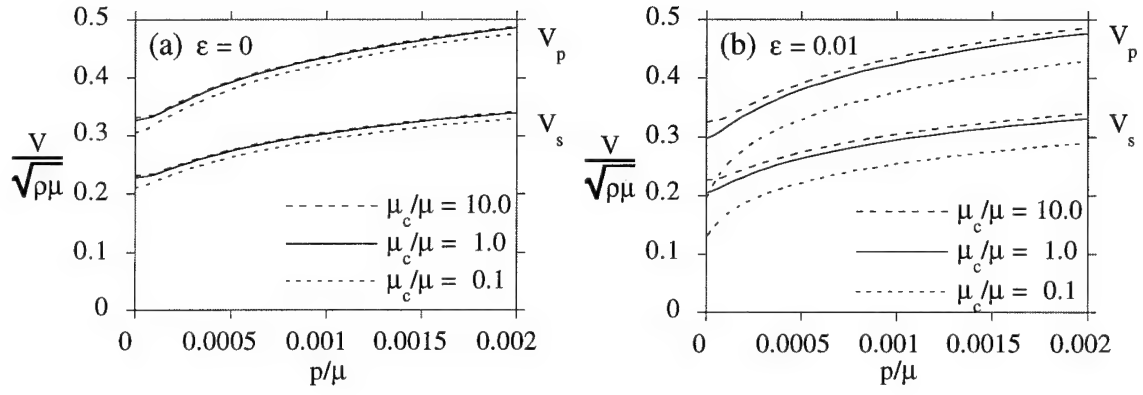 (a) ε = 0
0.5
0.4
0.3
0.2
0.1
0
V
√ρμ
V_p
V_s
μ_c/μ = 10.0
μ_c/μ = 1.0
μ_c/μ = 0.1
0 0.0005 0.001 0.0015 0.002
p/μ
(b) ε = 0.01
0.5
0.4
0.3
0.2
0.1
0
V
√ρμ
V_p
V_s
μ_c/μ = 10.0
μ_c/μ = 1.0
μ_c/μ = 0.1
0 0.0005 0.001 0.0015 0.002
p/μ